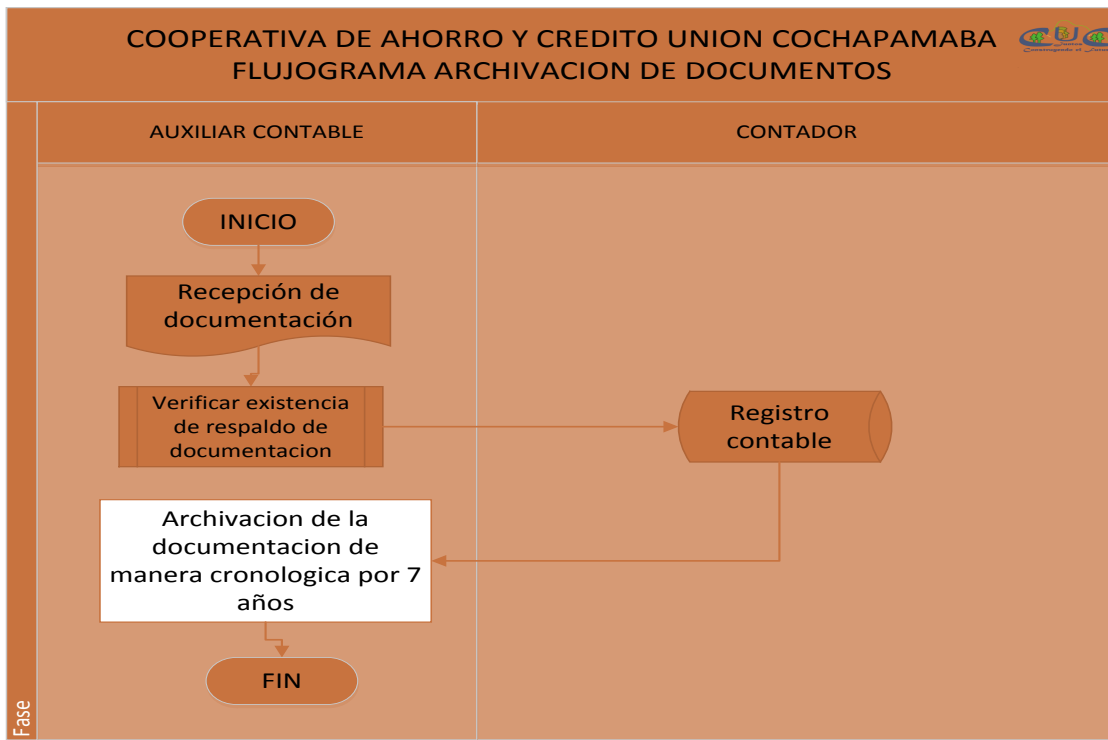 COOPERATIVA DE AHORRO Y CREDITO UNION COCHAPAMABA
FLUJOGRAMA ARCHIVACION DE DOCUMENTOS
AUXILIAR CONTABLE
CONTADOR
INICIO
Recepción de
documentación
Verificar existencia
de respaldo de
documentacion
Registro
contable
Archivacion de la
documentacion de
manera cronologica por 7
años
FIN
Fase